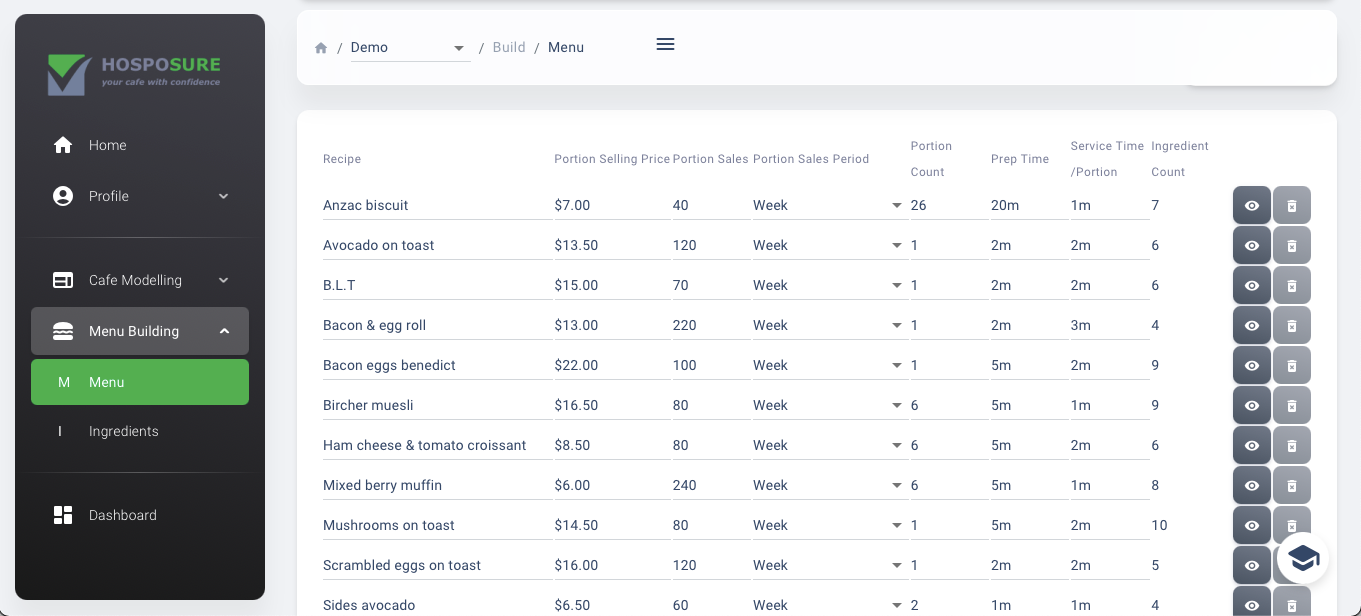 HOSPOSURE
your cafe with confidence
Home
Profile
Cafe Modelling
Menu Building
M Menu
I Ingredients
Dashboard
/ Demo / Build / Menu
Recipe Portion Selling Price Portion Sales Portion Sales Period Portion Count Prep Time Service Time /Portion Ingredient Count
Anzac biscuit $7.00 40 Week 26 20m 1m 7
Avocado on toast $13.50 120 Week 1 2m 2m 6
B.L.T $15.00 70 Week 1 2m 2m 6
Bacon & egg roll $13.00 220 Week 1 2m 3m 4
Bacon eggs benedict $22.00 100 Week 1 5m 2m 9
Bircher muesli $16.50 80 Week 6 5m 1m 9
Ham cheese & tomato croissant $8.50 80 Week 6 5m 2m 6
Mixed berry muffin $6.00 240 Week 6 5m 1m 8
Mushrooms on toast $14.50 80 Week 1 5m 2m 10
Scrambled eggs on toast $16.00 120 Week 1 2m 2m 5
Sides avocado $6.50 60 Week 2 1m 1m 4